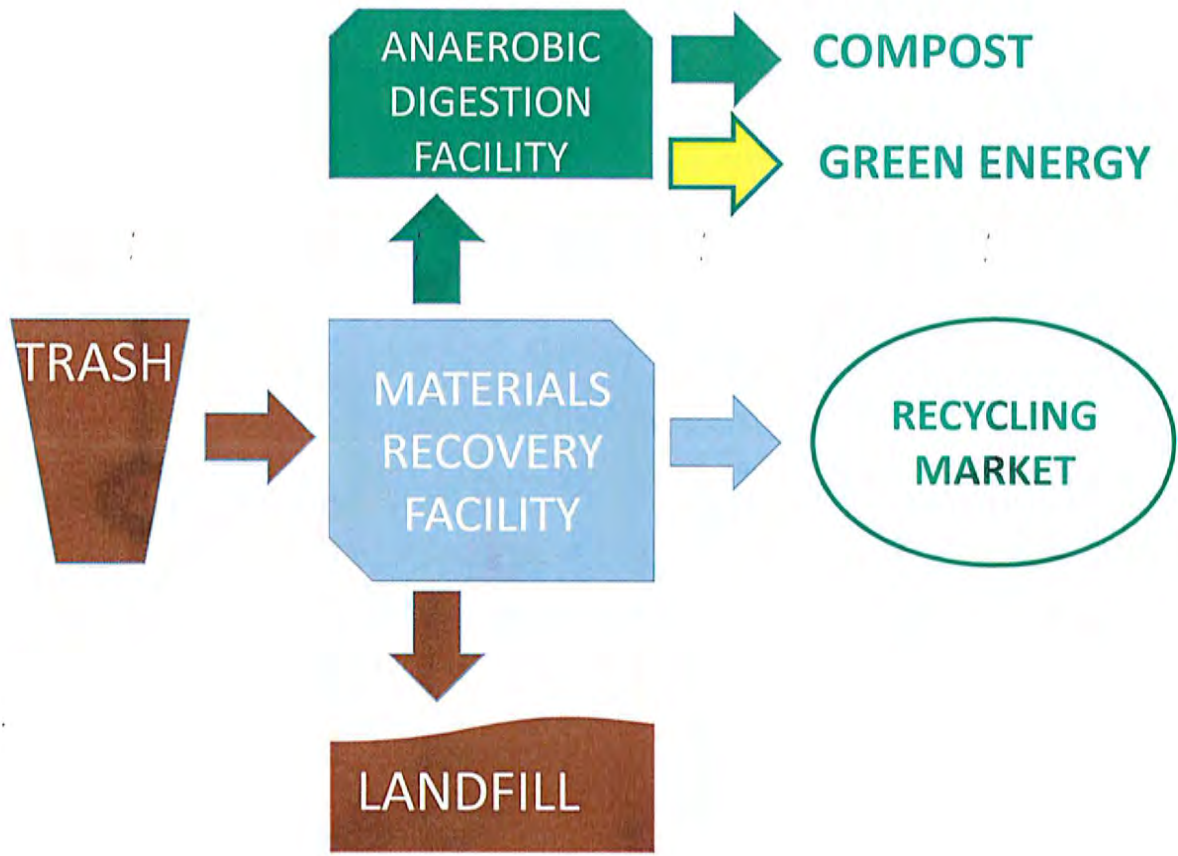 ANAEROBIC
DIGESTION
FACILITY
COMPOST
GREEN ENERGY
TRASH
MATERIALS
RECOVERY
FACILITY
RECYCLING
MARKET
LANDFILL